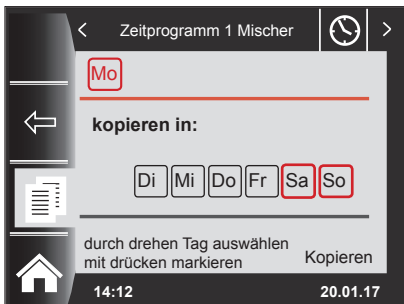 Zeitprogramm 1 Mischer
Mo
kopieren in:
Di Mi Do Fr Sa So
durch drehen Tag auswählen
mit drücken markieren Kopieren
14:12 20.01.17